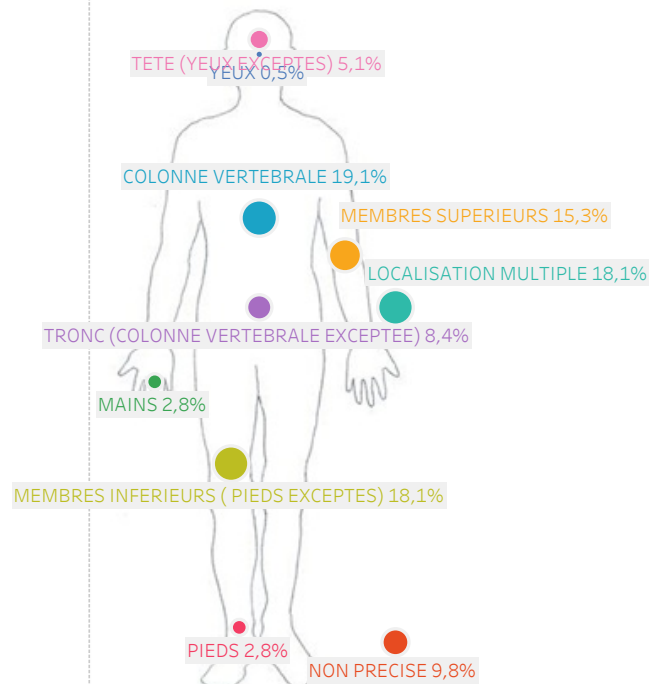 TETE (YEUX EXCEPTES) 5,1%
YEUX 0,5%
COLONNE VERTEBRALE 19,1%
MEMBRES SUPERIEURS 15,3%
LOCALISATION MULTIPLE 18,1%
TRONC (COLONNE VERTEBRALE EXCEPTEE) 8,4%
MAINS 2,8%
MEMBRES INFERIEURS ( PIEDS EXCEPTES) 18,1%
PIEDS 2,8%
NON PRECISE 9,8%